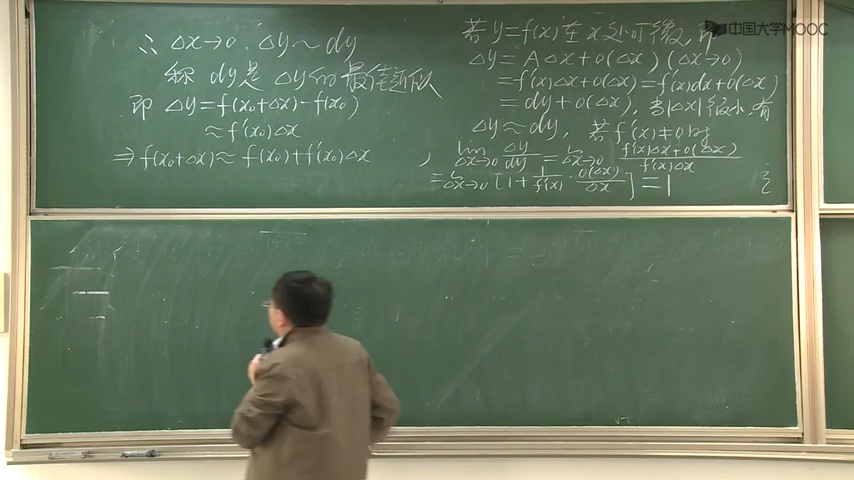 ∴ Δx→0, Δy~dy
称 dy是 Δy的最佳近似
即 Δy=f(x₀+Δx)-f(x₀)
≈f'(x₀)Δx
⇒f(x₀+Δx)≈f(x₀)+f'(x₀)Δx
若y=f(x)在x处可微, 即
Δy=AΔx+o(Δx) (Δx→0)
=f'(x)Δx+o(Δx)=f'(x)dx+o(Δx)
=dy+o(Δx), 当|Δx|很小, 有
Δy~dy, 若f'(x)≠0时
lim Δx→0 Δy/dy = lim Δx→0 (f'(x)Δx+o(Δx))/(f'(x)Δx)
=lim Δx→0 [1+1/f'(x)·o(Δx)/Δx]=1
中国大学MOOC